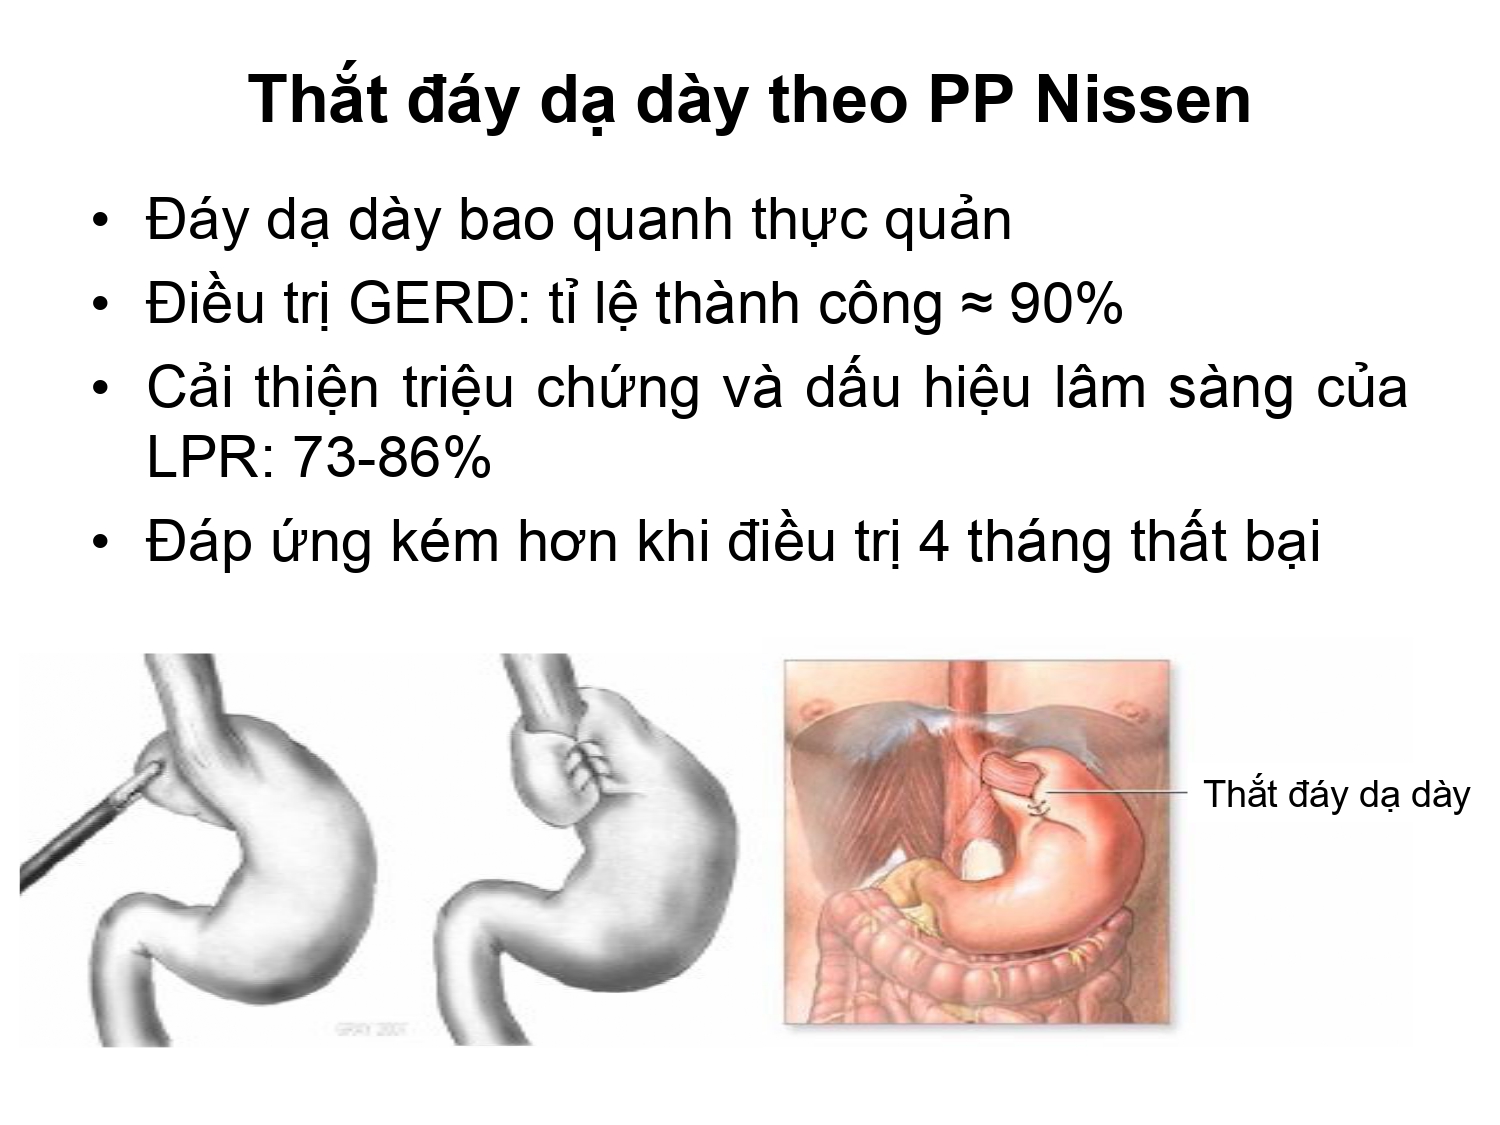 Thắt đáy dạ dày theo PP Nissen
• Đáy dạ dày bao quanh thực quản
• Điều trị GERD: tỉ lệ thành công ≈ 90%
• Cải thiện triệu chứng và dấu hiệu lâm sàng của
LPR: 73-86%
• Đáp ứng kém hơn khi điều trị 4 tháng thất bại
Thắt đáy dạ dày